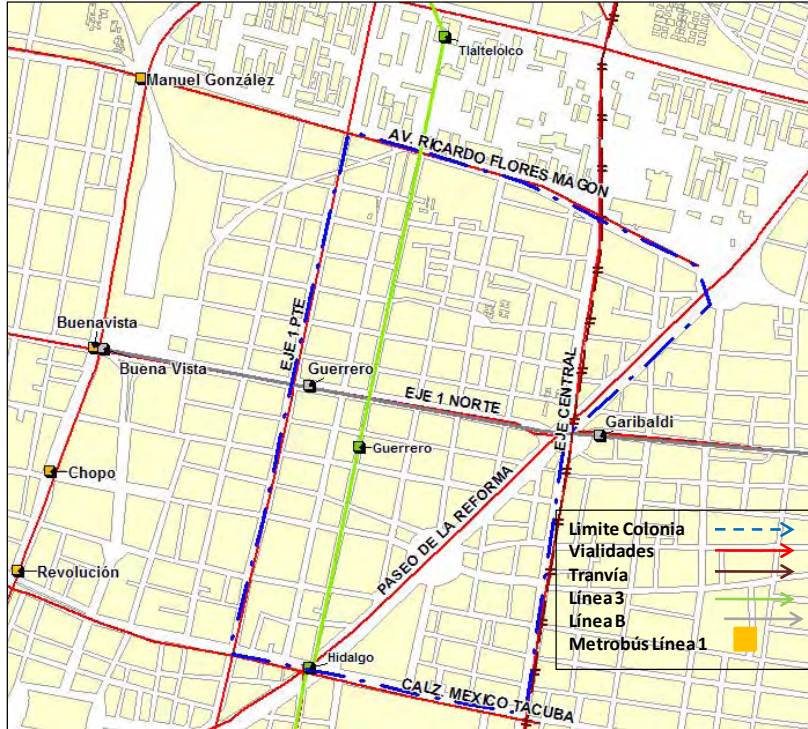 Tlaltelolco
Manuel González
AV. RICARDO FLORES MAGON
EJE 1 PTE
Buenavista
Buena Vista
Guerrero
EJE 1 NORTE
EJE CENTRAL
Garibaldi
Guerrero
Chopo
PASEO DE LA REFORMA
Revolución
Hidalgo
CALZ. MEXICO TACUBA
Limite Colonia
Vialidades
Tranvía
Línea 3
Línea B
Metrobús Línea 1